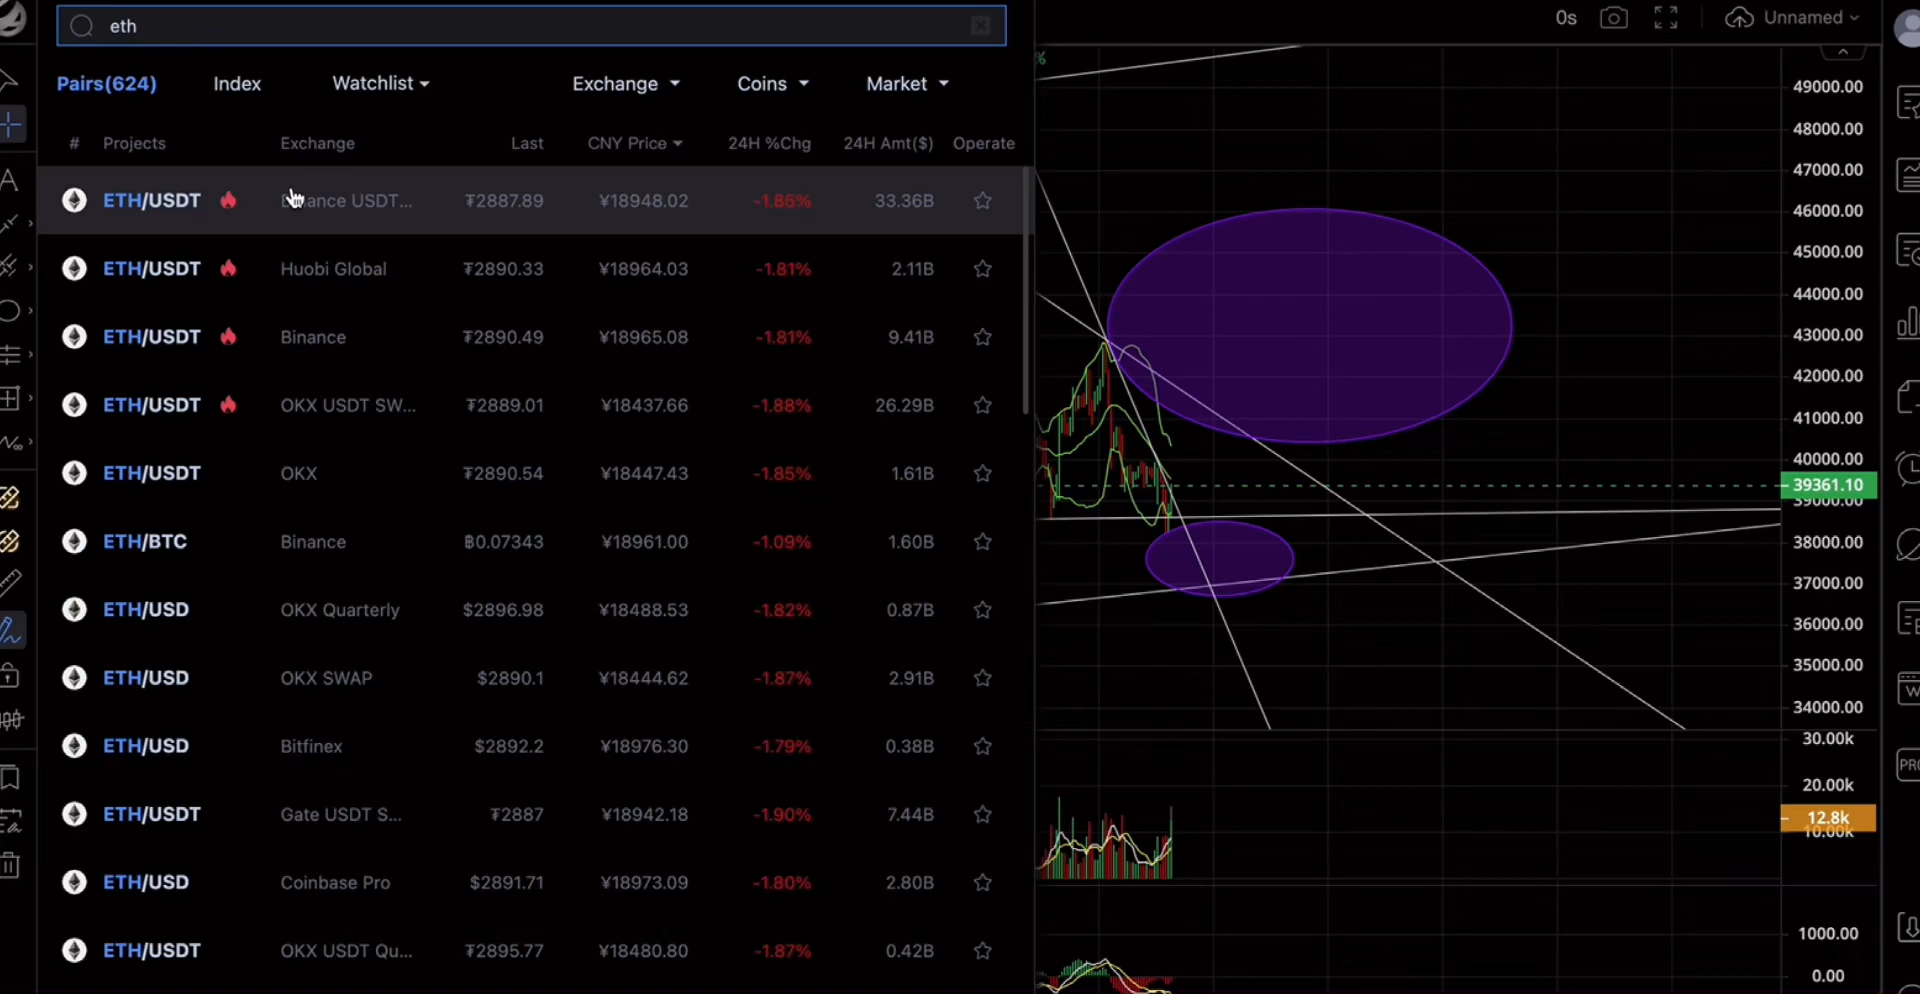 eth
0s Unnamed
Pairs(624) Index Watchlist Exchange Coins Market
# Projects Exchange Last CNY Price 24H %Chg 24H Amt($) Operate
ETH/USDT USDT... ₮2887.89 ¥18948.02 -1.85% 33.36B
ETH/USDT Huobi Global ₮2890.33 ¥18964.03 -1.81% 2.11B
ETH/USDT Binance ₮2890.49 ¥18965.08 -1.81% 9.41B
ETH/USDT OKX USDT SW... ₮2889.01 ¥18437.66 -1.88% 26.29B
ETH/USDT OKX ₮2890.54 ¥18447.43 -1.85% 1.61B
ETH/BTC Binance ฿0.07343 ¥18961.00 -1.09% 1.60B
ETH/USD OKX Quarterly $2896.98 ¥18488.53 -1.82% 0.87B
ETH/USD OKX SWAP $2890.1 ¥18444.62 -1.87% 2.91B
ETH/USD Bitfinex $2892.2 ¥18976.30 -1.79% 0.38B
ETH/USDT Gate USDT S... ₮2887 ¥18942.18 -1.90% 7.44B
ETH/USD Coinbase Pro $2891.71 ¥18973.09 -1.80% 2.80B
ETH/USDT OKX USDT Qu... ₮2895.77 ¥18480.80 -1.87% 0.42B
%
49000.00
48000.00
47000.00
46000.00
45000.00
44000.00
43000.00
42000.00
41000.00
40000.00
39361.10
39000.00
38000.00
37000.00
36000.00
35000.00
34000.00
30.00k
20.00k
12.8k
10.00k
1000.00
0.00